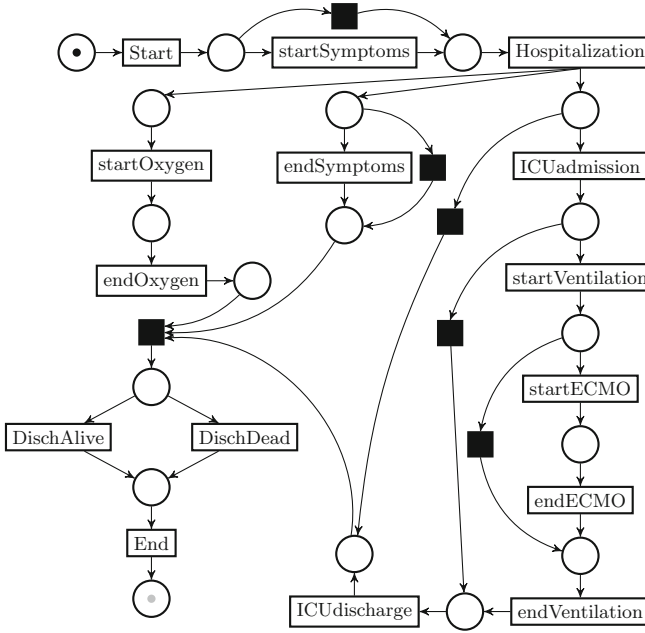 Start
startSymptoms
Hospitalization
startOxygen
endSymptoms
ICUadmission
endOxygen
startVentilation
startECMO
DischAlive
DischDead
endECMO
End
ICUdischarge
endVentilation